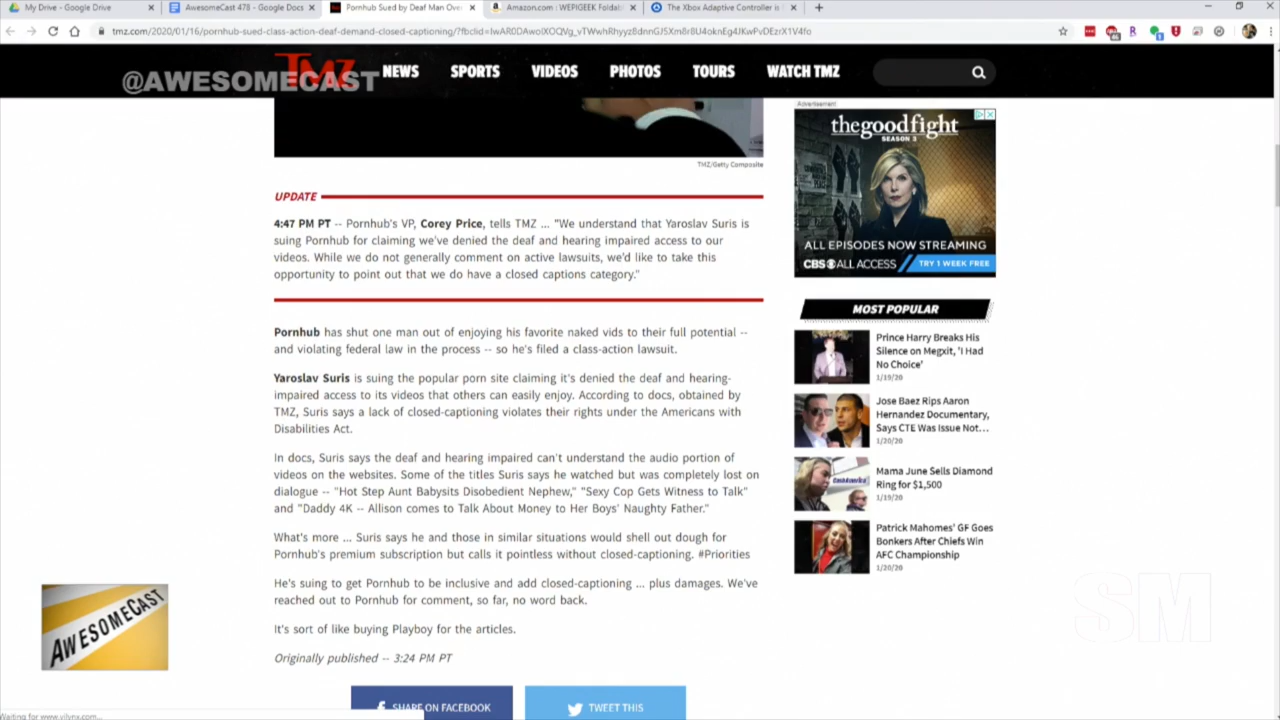 My Drive - Google Drive
AwesomeCast 478 - Google Docs
Pornhub Sued by Deaf Man Over
Amazon.com : WEPIGEEK Foldabl
The Xbox Adaptive Controller is
tmz.com/2020/01/16/pornhub-sued-class-action-deaf-demand-closed-captioning/
@AWESOMECAST
TMZ
NEWS SPORTS VIDEOS PHOTOS TOURS WATCH TMZ
TMZ/Getty Composite
UPDATE
4:47 PM PT -- Pornhub's VP, Corey Price, tells TMZ ... "We understand that Yaroslav Suris is
suing Pornhub for claiming we've denied the deaf and hearing impaired access to our
videos. While we do not generally comment on active lawsuits, we'd like to take this
opportunity to point out that we do have a closed captions category."
Pornhub has shut one man out of enjoying his favorite naked vids to their full potential --
and violating federal law in the process -- so he's filed a class-action lawsuit.
Yaroslav Suris is suing the popular porn site claiming it's denied the deaf and hearing-
impaired access to its videos that others can easily enjoy. According to docs, obtained by
TMZ, Suris says a lack of closed-captioning violates their rights under the Americans with
Disabilities Act.
In docs, Suris says the deaf and hearing impaired can't understand the audio portion of
videos on the websites. Some of the titles Suris says he watched but was completely lost on
dialogue -- "Hot Step Aunt Babysits Disobedient Nephew," "Sexy Cop Gets Witness to Talk"
and "Daddy 4K -- Allison comes to Talk About Money to Her Boys' Naughty Father."
What's more ... Suris says he and those in similar situations would shell out dough for
Pornhub's premium subscription but calls it pointless without closed-captioning. #Priorities
He's suing to get Pornhub to be inclusive and add closed-captioning ... plus damages. We've
reached out to Pornhub for comment, so far, no word back.
It's sort of like buying Playboy for the articles.
Originally published -- 3:24 PM PT
SHARE ON FACEBOOK
TWEET THIS
Advertisement
thegoodfight
SEASON 3
ALL EPISODES NOW STREAMING
CBS ALL ACCESS
TRY 1 WEEK FREE
MOST POPULAR
Prince Harry Breaks His
Silence on Megxit, 'I Had
No Choice'
1/19/20
Jose Baez Rips Aaron
Hernandez Documentary,
Says CTE Was Issue Not...
1/20/20
Mama June Sells Diamond
Ring for $1,500
1/19/20
Patrick Mahomes' GF Goes
Bonkers After Chiefs Win
AFC Championship
1/20/20
AWESOMECAST
SM
Waiting for www.vilynx.com...